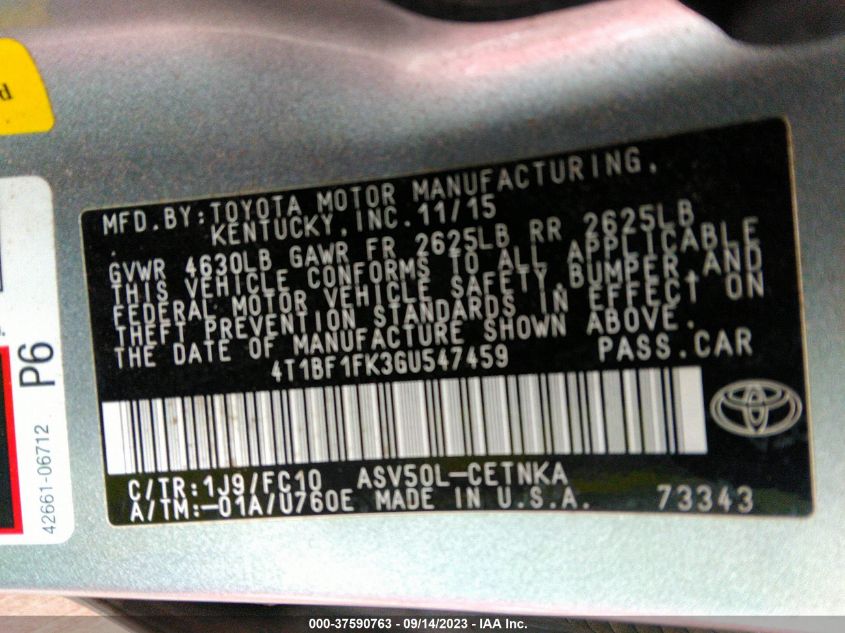 d
P6
42661-06712
MFD.BY:TOYOTA MOTOR MANUFACTURING,
KENTUCKY,INC.11/15
GVWR 4630LB GAWR FR 2625LB RR 2625LB
THIS VEHICLE CONFORMS TO ALL APPLICABLE
FEDERAL MOTOR VEHICLE SAFETY,BUMPER,AND
THEFT PREVENTION STANDARDS IN EFFECT ON
THE DATE OF MANUFACTURE SHOWN ABOVE.
4T1BF1FK3GU547459 PASS.CAR
C/TR:1J9/FC10 ASV50L-CETNKA
A/TM:-01A/U760E MADE IN U.S.A. 73343
000-37590763 - 09/14/2023 - IAA Inc.